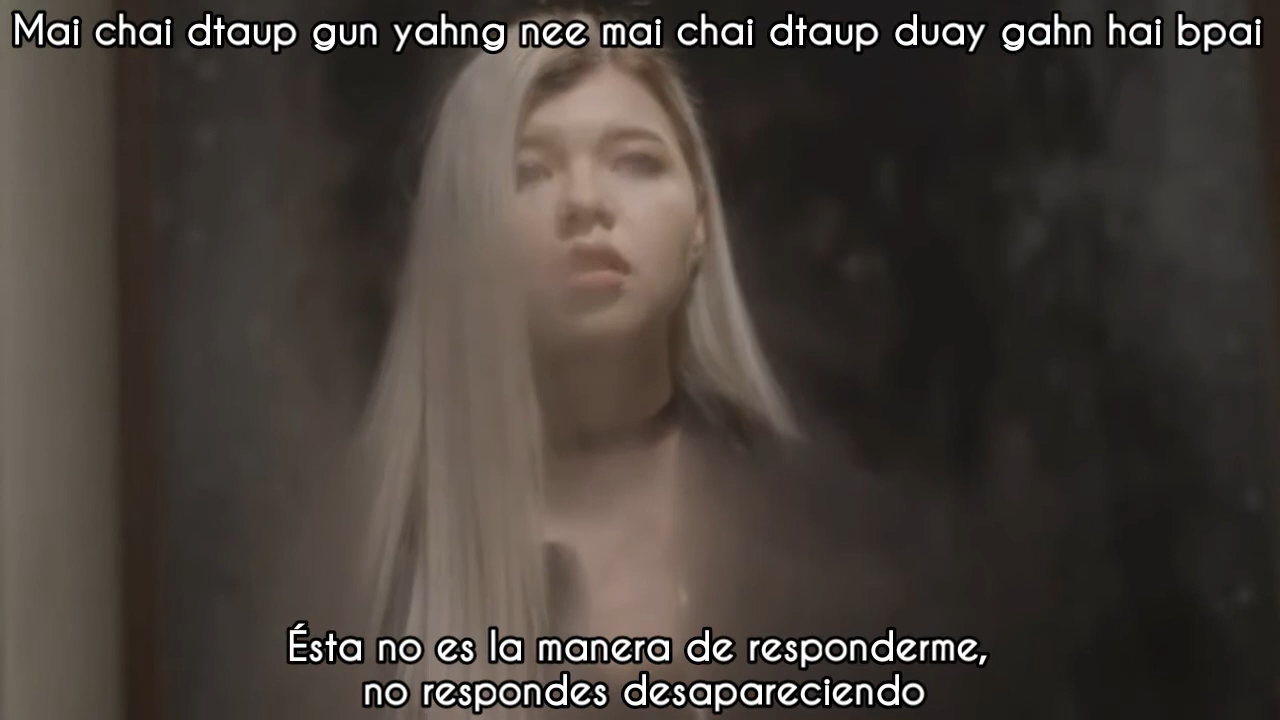 Mai chai dtaup gun yahng nee mai chai dtaup duay gahn hai bpai
Ésta no es la manera de responderme,
no respondes desapareciendo